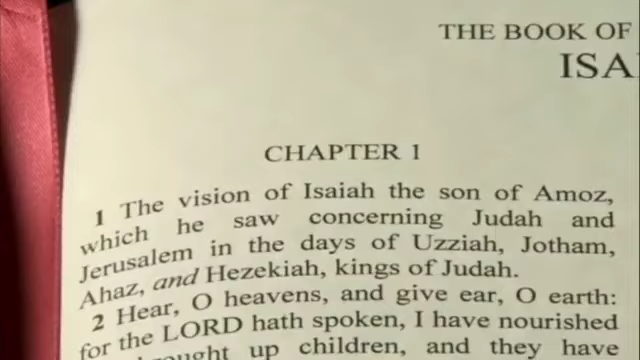 THE BOOK OF
ISA
CHAPTER 1
1 The vision of Isaiah the son of Amoz,
which he saw concerning Judah and
Jerusalem in the days of Uzziah, Jotham,
Ahaz, and Hezekiah, kings of Judah.
2 Hear, O heavens, and give ear, O earth:
for the LORD hath spoken, I have nourished
up children, and they have